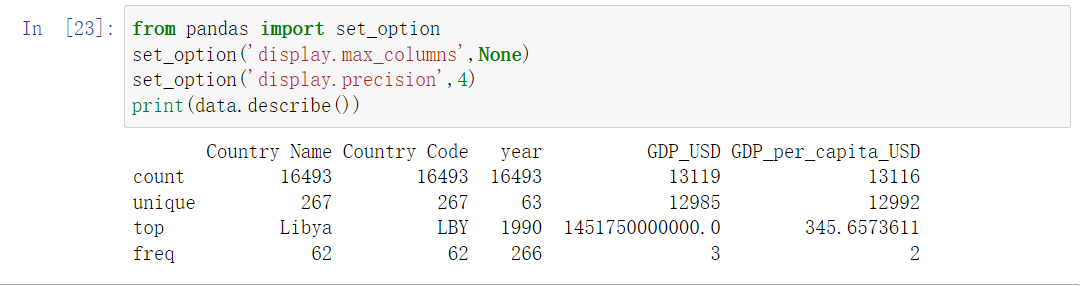 In [23]: from pandas import set_option
set_option('display.max_columns',None)
set_option('display.precision',4)
print(data.describe())
Country Name Country Code year GDP_USD GDP_per_capita_USD
count 16493 16493 16493 13119 13116
unique 267 267 63 12985 12992
top Libya LBY 1990 1451750000000.0 345.6573611
freq 62 62 266 3 2